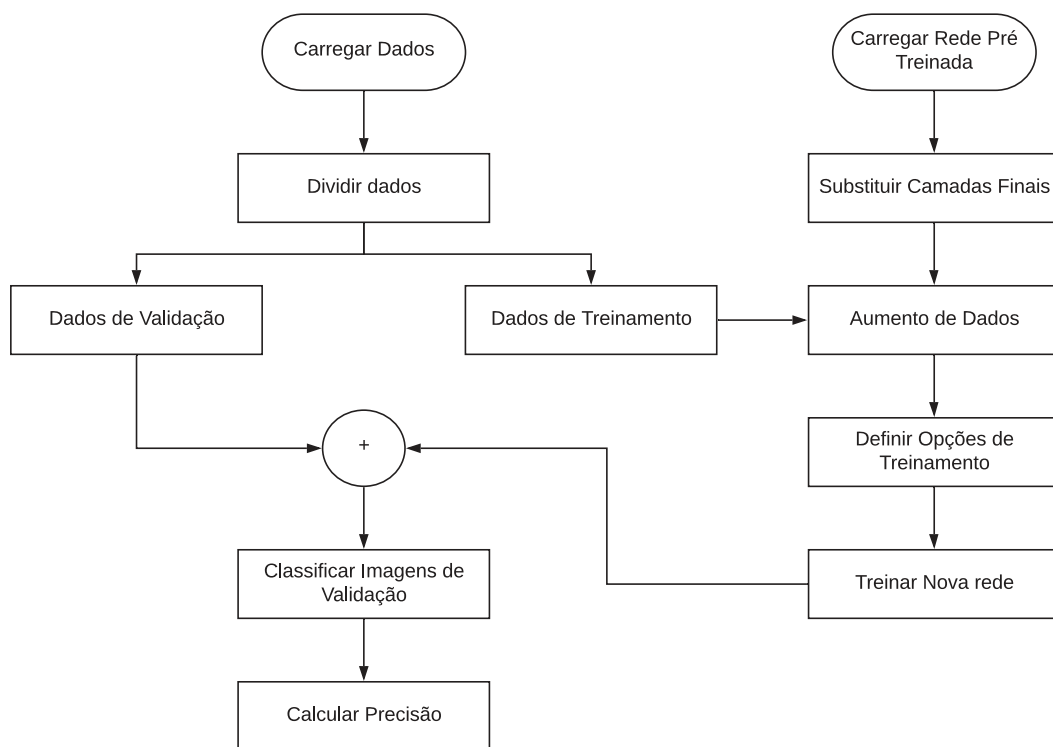 Carregar Dados
Carregar Rede Pré
Treinada
Dividir dados
Substituir Camadas Finais
Dados de Validação
Dados de Treinamento
Aumento de Dados
+
Definir Opções de
Treinamento
Classificar Imagens de
Validação
Treinar Nova rede
Calcular Precisão